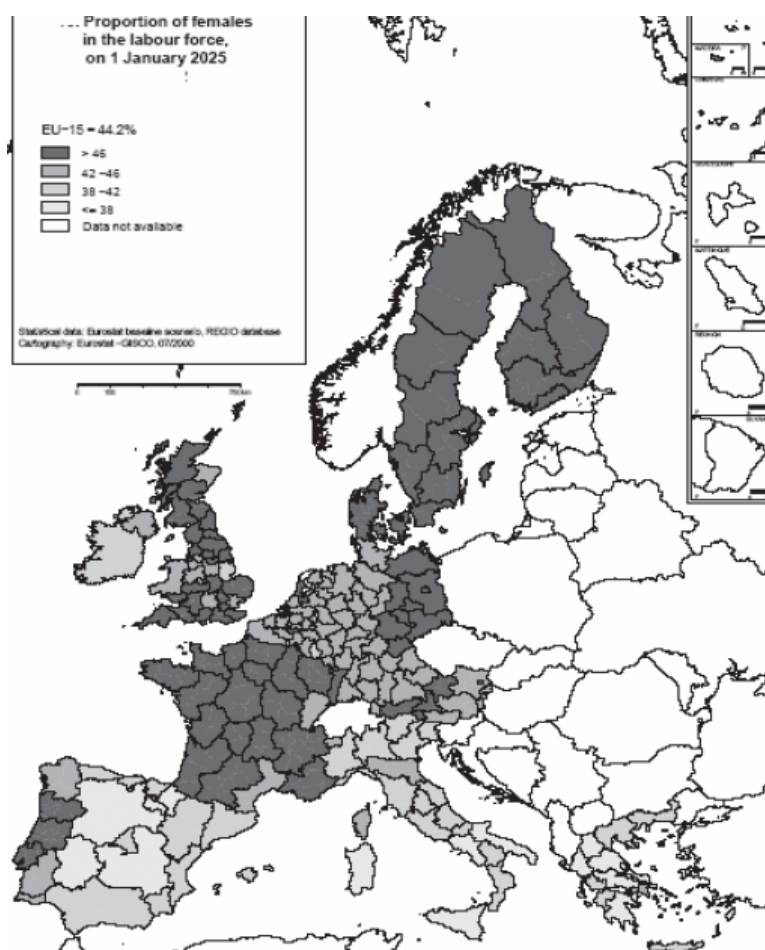 Proportion of females
in the labour force,
on 1 January 2025
EU-15 = 44.2%
> 46
42 -46
38 -42
<= 38
Data not available
Statistical data: Eurostat baseline scenario, REGIO database
Cartography: Eurostat -GISCO, 07/2000
0